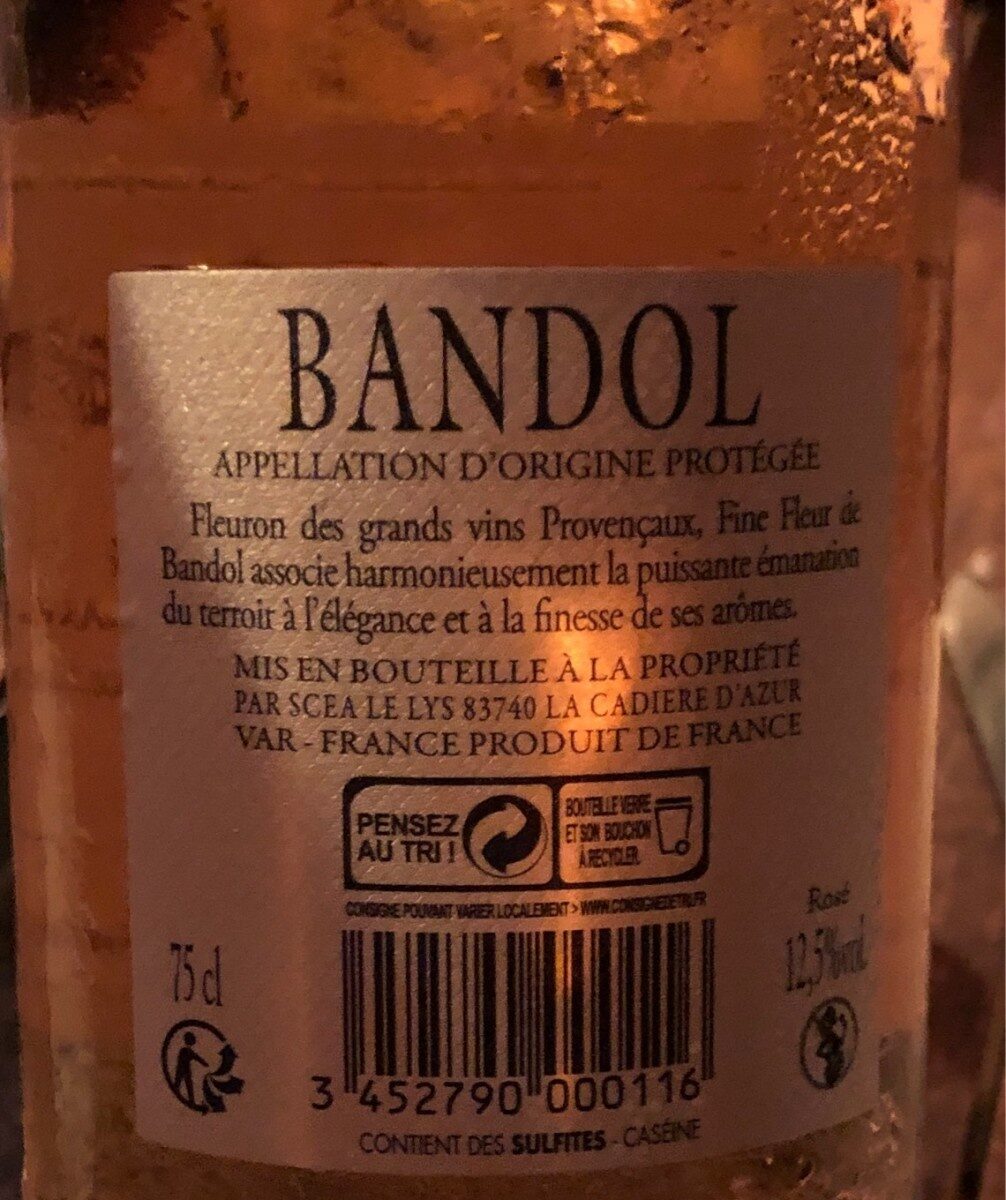 BANDOL
APPELLATION D'ORIGINE PROTÉGÉE
Fleuron des grands vins Provençaux, Fine Fleur de
Bandol associe harmonieusement la puissante émanation
du terroir à l'élégance et à la finesse de ses arômes.
MIS EN BOUTEILLE À LA PROPRIÉTÉ
PAR SCEA LE LYS 83740 LA CADIERE D'AZUR
VAR - FRANCE PRODUIT DE FRANCE
PENSEZ
AU TRI !
BOUTEILLE VERRE
ET SON BOUCHON
À RECYCLER
CONSIGNE POUVANT VARIER LOCALEMENT > WWW.CONSIGNEDETRI.FR
Rosé
75 cl
12,5%vol
3 452790 000116
CONTIENT DES SULFITES - CASÉINE